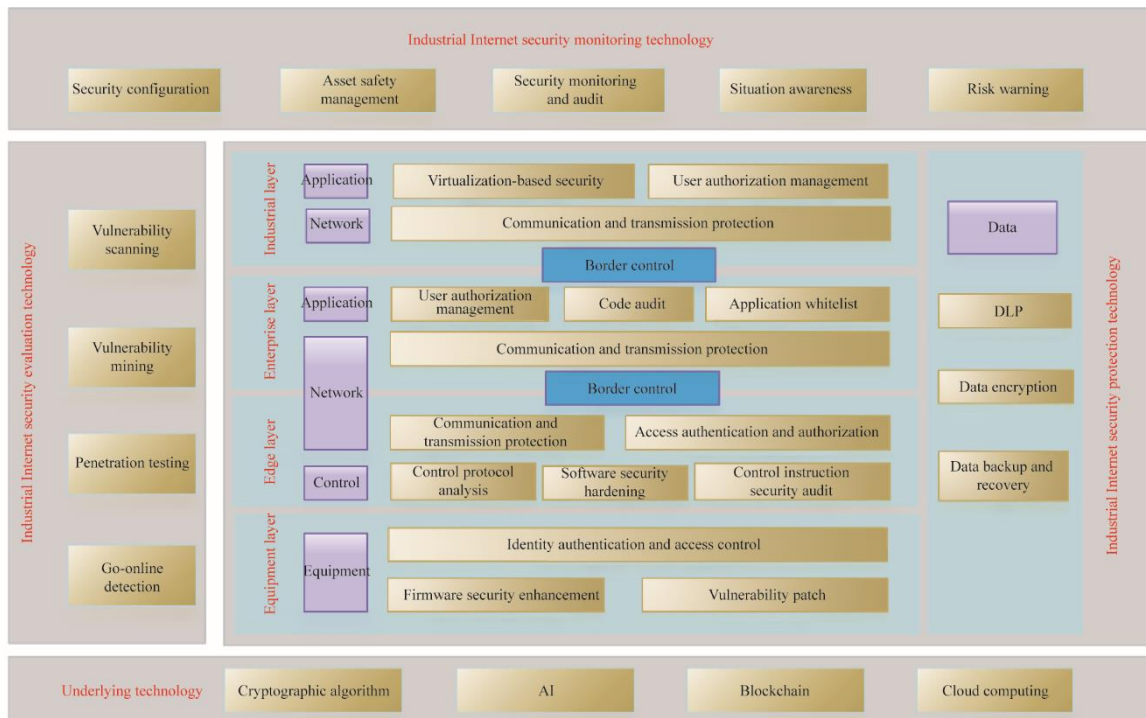 Industrial Internet security monitoring technology
Security configuration
Asset safety
management
Security monitoring
and audit
Situation awareness
Risk warning
Industrial Internet security evaluation technology
Vulnerability
scanning
Vulnerability
mining
Penetration testing
Go-online
detection
Industrial layer
Application
Virtualization-based security
User authorization management
Network
Communication and transmission protection
Border control
Enterprise layer
Application
User authorization
management
Code audit
Application whitelist
Communication and transmission protection
Network
Border control
Edge layer
Communication and
transmission protection
Access authentication and authorization
Control
Control protocol
analysis
Software security
hardening
Control instruction
security audit
Equipment layer
Equipment
Identity authentication and access control
Firmware security enhancement
Vulnerability patch
Data
DLP
Data encryption
Data backup and
recovery
Industrial Internet security protection technology
Underlying technology
Cryptographic algorithm
AI
Blockchain
Cloud computing